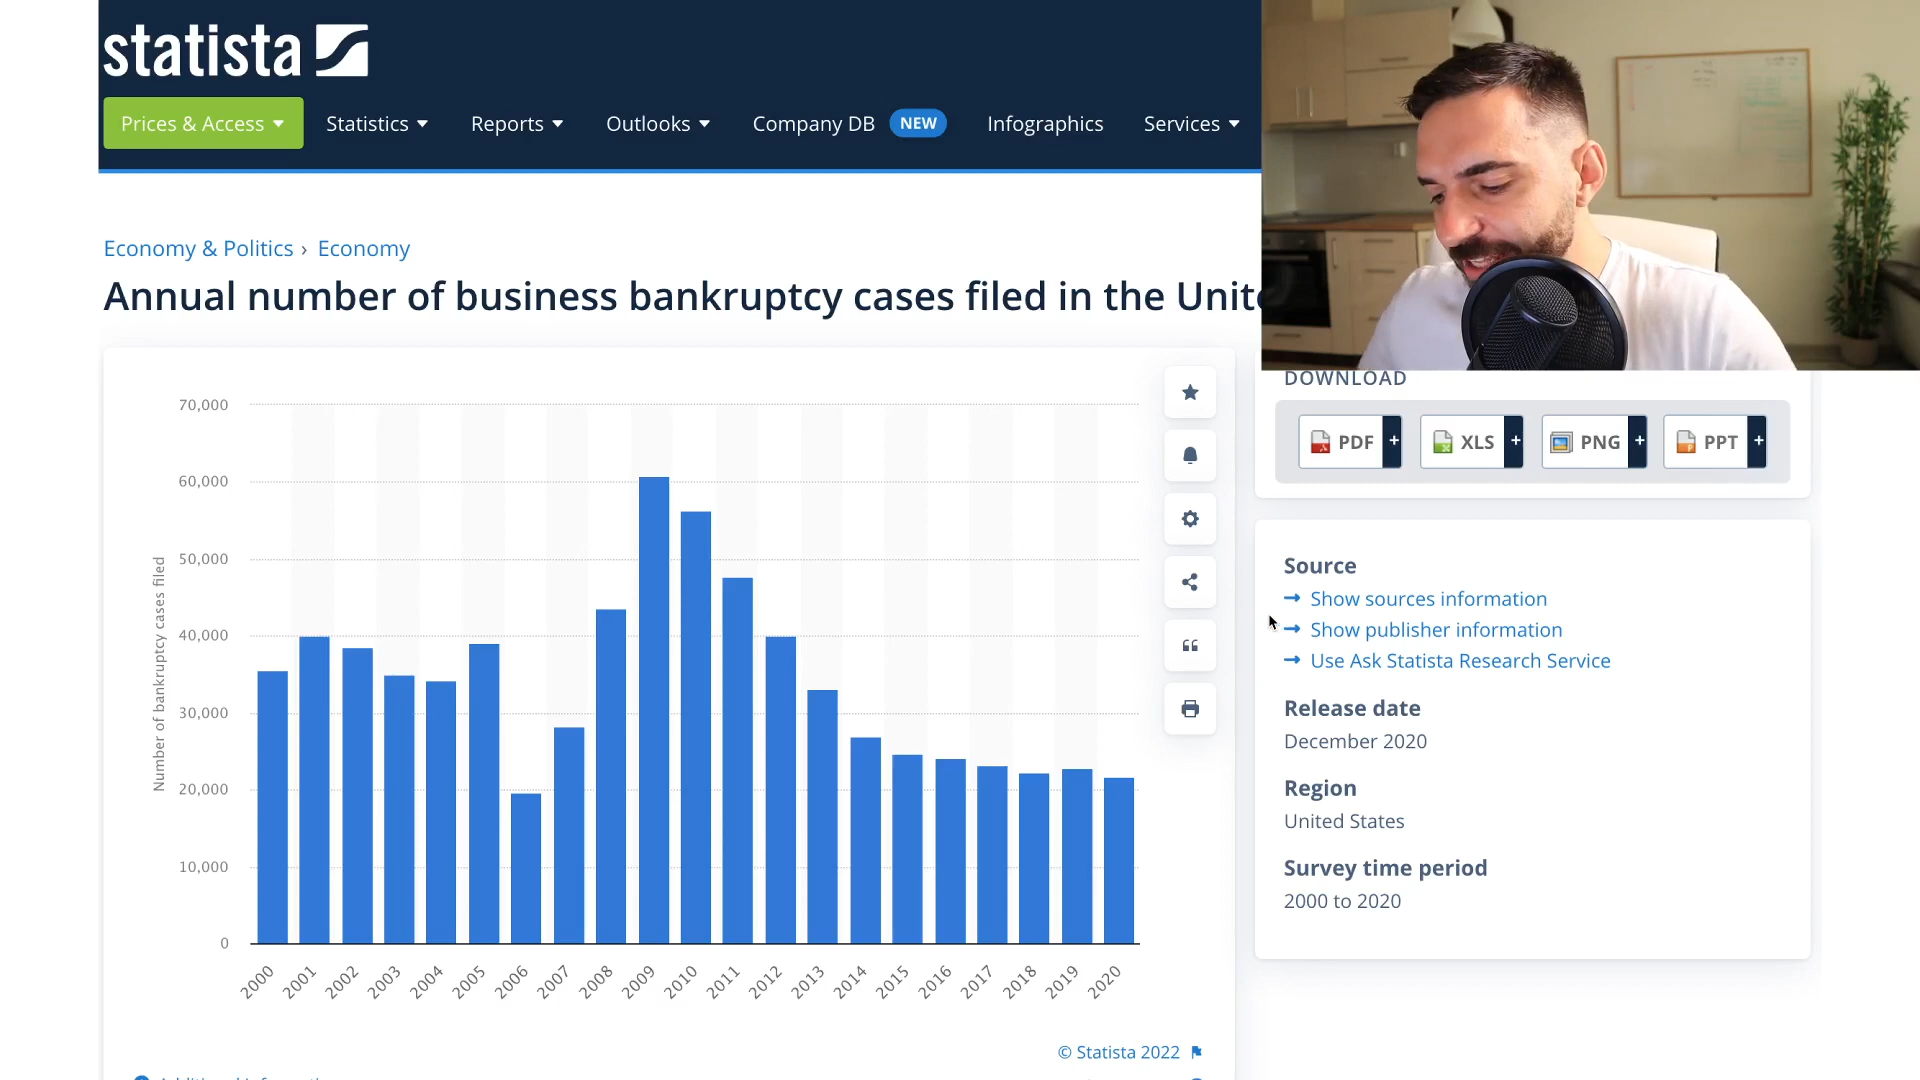 statista
Prices & Access
Statistics
Reports
Outlooks
Company DB NEW
Infographics
Services
Economy & Politics › Economy
Annual number of business bankruptcy cases filed in the
Number of bankruptcy cases filed
70,000
60,000
50,000
40,000
30,000
20,000
10,000
0
2000
2001
2002
2003
2004
2005
2006
2007
2008
2009
2010
2011
2012
2013
2014
2015
2016
2017
2018
2019
2020
© Statista 2022
DOWNLOAD
PDF +
XLS +
PNG +
PPT +
Source
→ Show sources information
→ Show publisher information
→ Use Ask Statista Research Service
Release date
December 2020
Region
United States
Survey time period
2000 to 2020